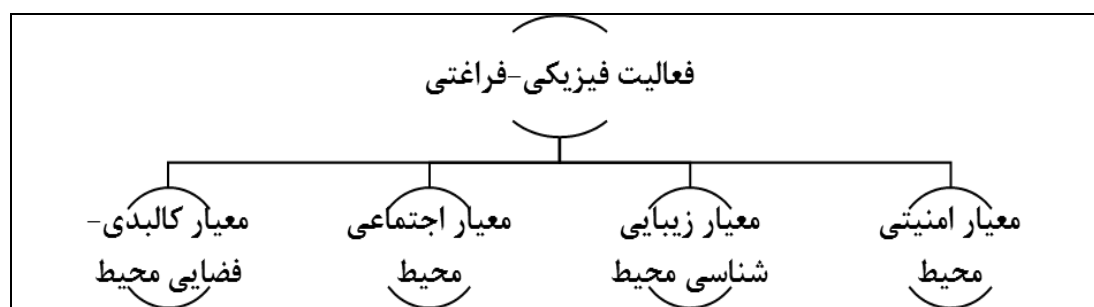 فعالیت فیزیکی-فراغتی
معیار امنیتی
محیط
معیار زیبایی
شناسی محیط
معیار اجتماعی
محیط
معیار کالبدی-
فضایی محیط